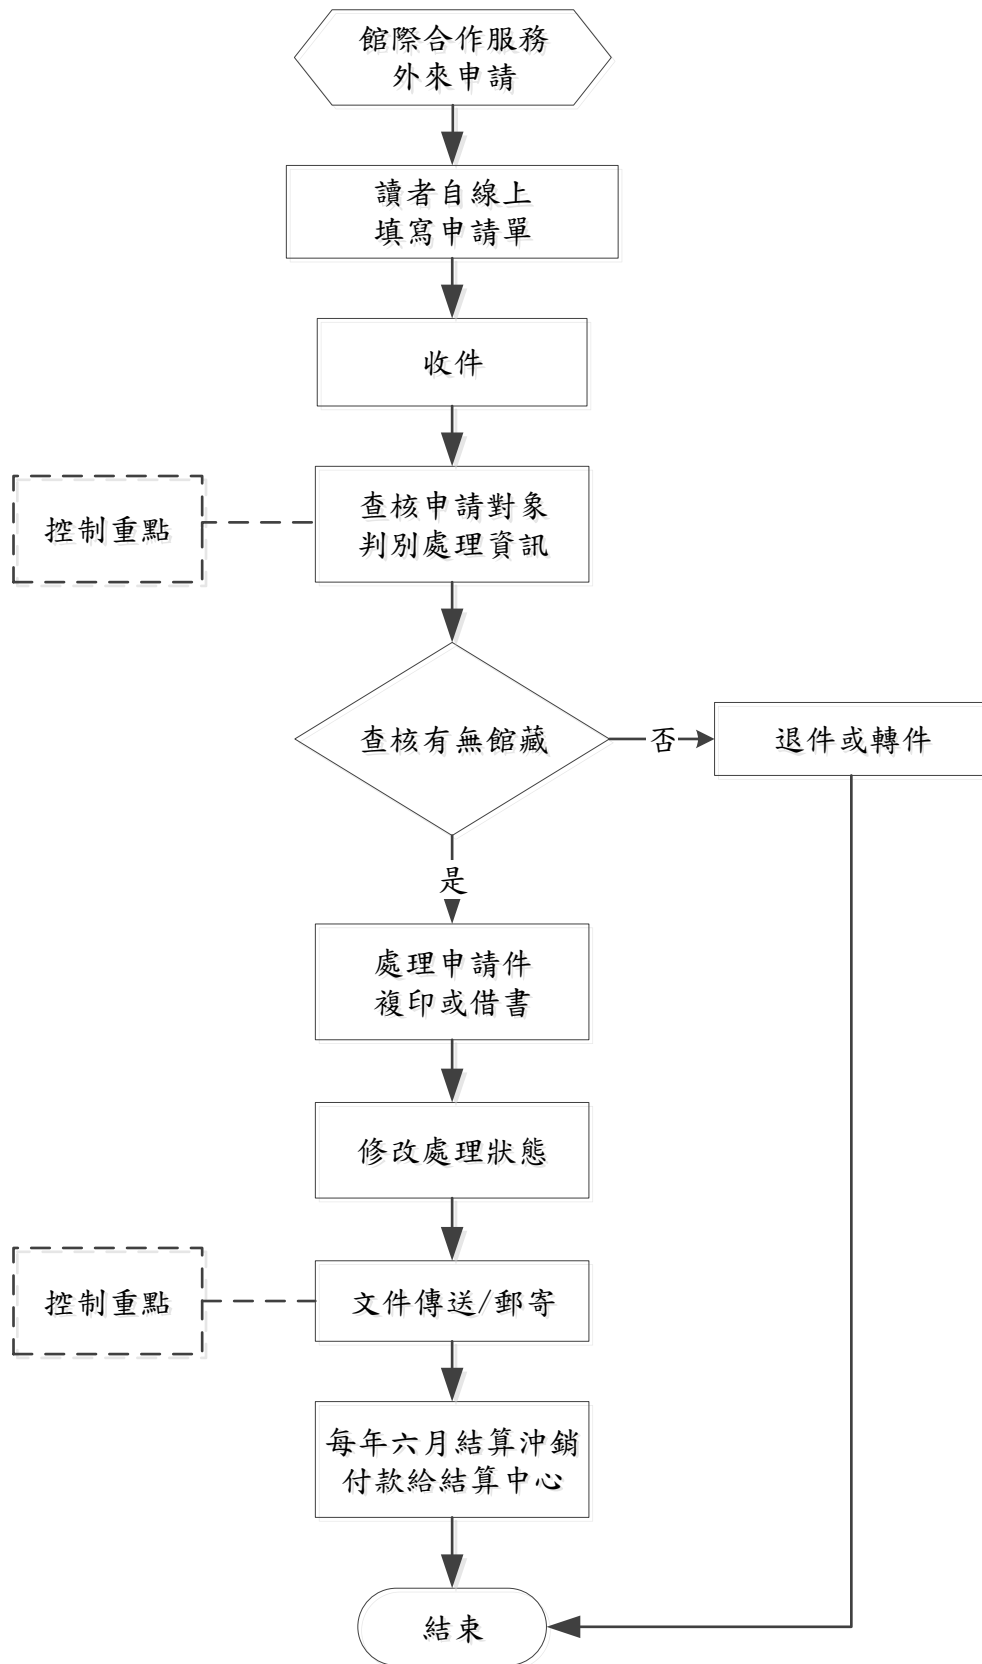 館際合作服務
外來申請
讀者自線上
填寫申請單
收件
控制重點
查核申請對象
判別處理資訊
查核有無館藏
否
退件或轉件
是
處理申請件
複印或借書
修改處理狀態
控制重點
文件傳送/郵寄
每年六月結算沖銷
付款給結算中心
結束